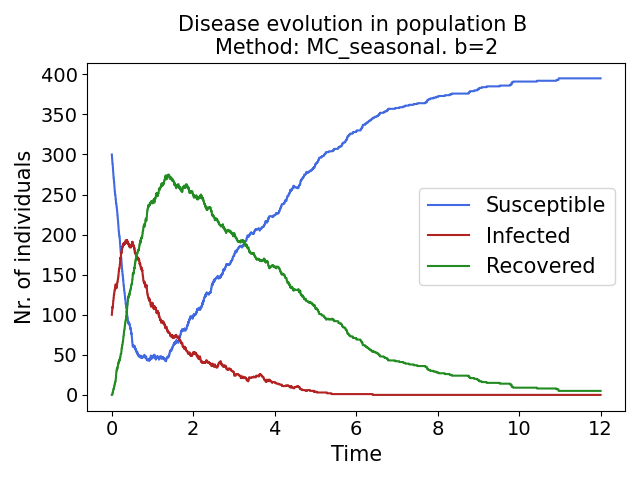 Disease evolution in population B
Method: MC_seasonal. b=2
Nr. of individuals
400
350
300
250
200
150
100
50
0
Susceptible
Infected
Recovered
0 2 4 6 8 10 12
Time